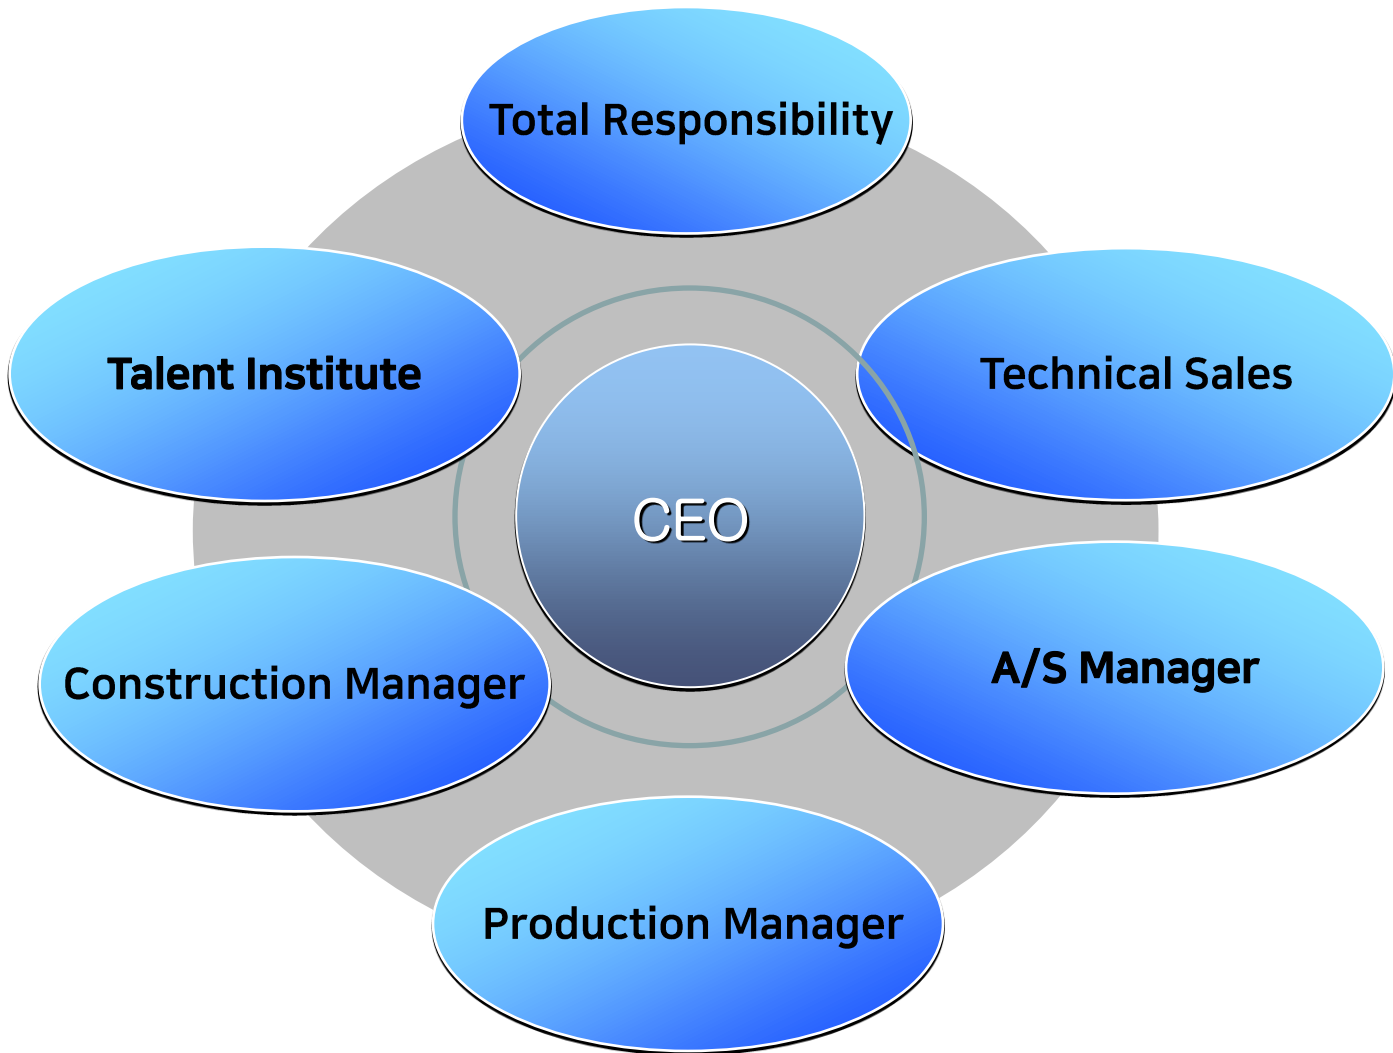 Total Responsibility
Talent Institute
Technical Sales
CEO
Construction Manager
A/S Manager
Production Manager